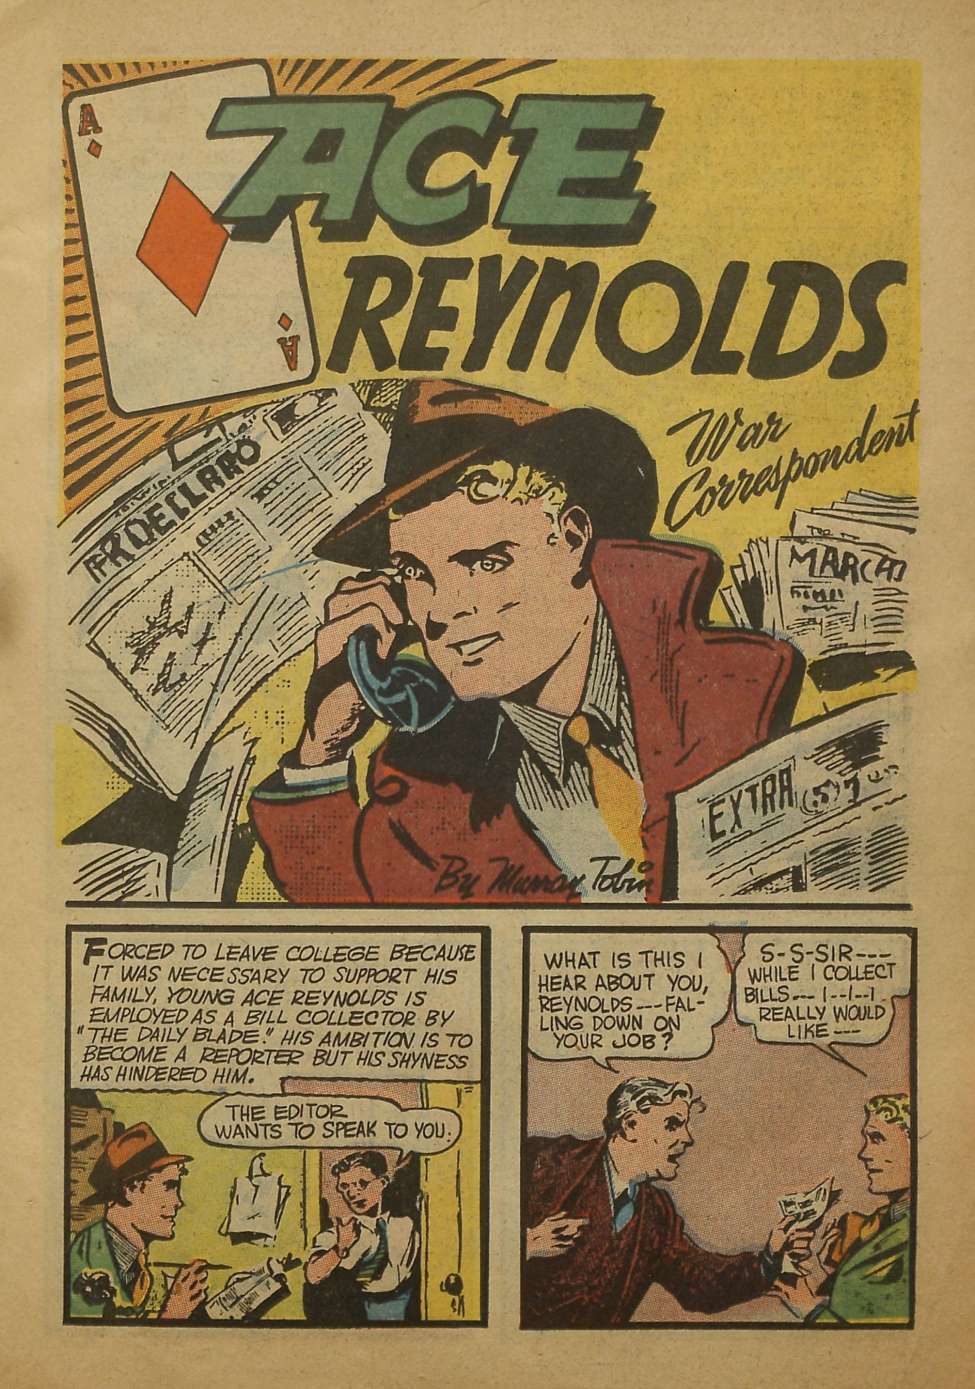 A
ACE
REYNOLDS
War
Correspondent
R DECLARO
MARCH
EXTRA
By Murray Tobin
A
FORCED TO LEAVE COLLEGE BECAUSE
IT WAS NECESSARY TO SUPPORT HIS
FAMILY, YOUNG ACE REYNOLDS IS
EMPLOYED AS A BILL COLLECTOR BY
"THE DAILY BLADE." HIS AMBITION IS TO
BECOME A REPORTER BUT HIS SHYNESS
HAS HINDERED HIM.
THE EDITOR
WANTS TO SPEAK TO YOU.
WHAT IS THIS I
HEAR ABOUT YOU,
REYNOLDS---FAL-
LING DOWN ON
YOUR JOB?
S-S-SIR---
WHILE I COLLECT
BILLS---I--I--I
REALLY WOULD
LIKE---